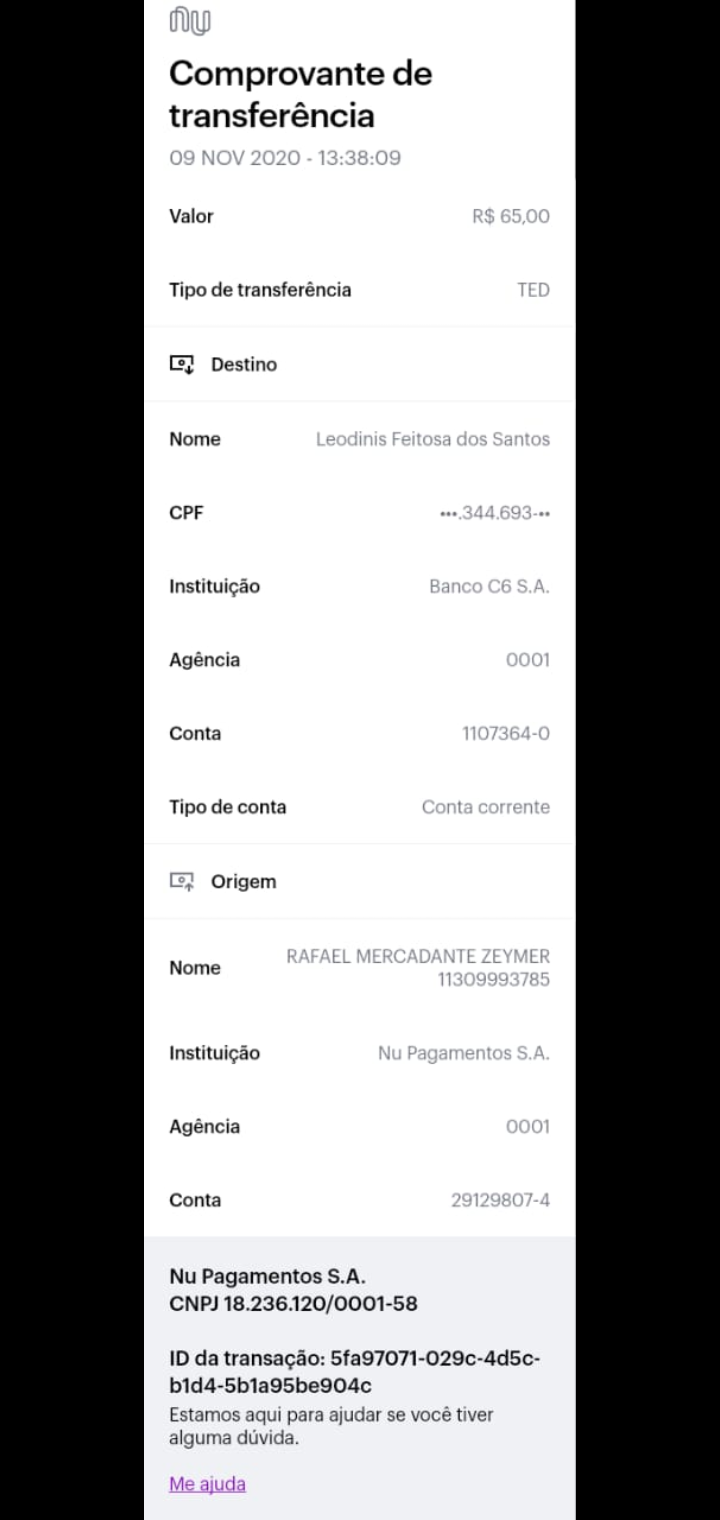 nu
Comprovante de
transferência
09 NOV 2020 - 13:38:09
Valor R$ 65,00
Tipo de transferência TED
Destino
Nome Leodinis Feitosa dos Santos
CPF •••.344.693-••
Instituição Banco C6 S.A.
Agência 0001
Conta 1107364-0
Tipo de conta Conta corrente
Origem
Nome RAFAEL MERCADANTE ZEYMER
11309993785
Instituição Nu Pagamentos S.A.
Agência 0001
Conta 29129807-4
Nu Pagamentos S.A.
CNPJ 18.236.120/0001-58
ID da transação: 5fa97071-029c-4d5c-
b1d4-5b1a95be904c
Estamos aqui para ajudar se você tiver
alguma dúvida.
Me ajuda